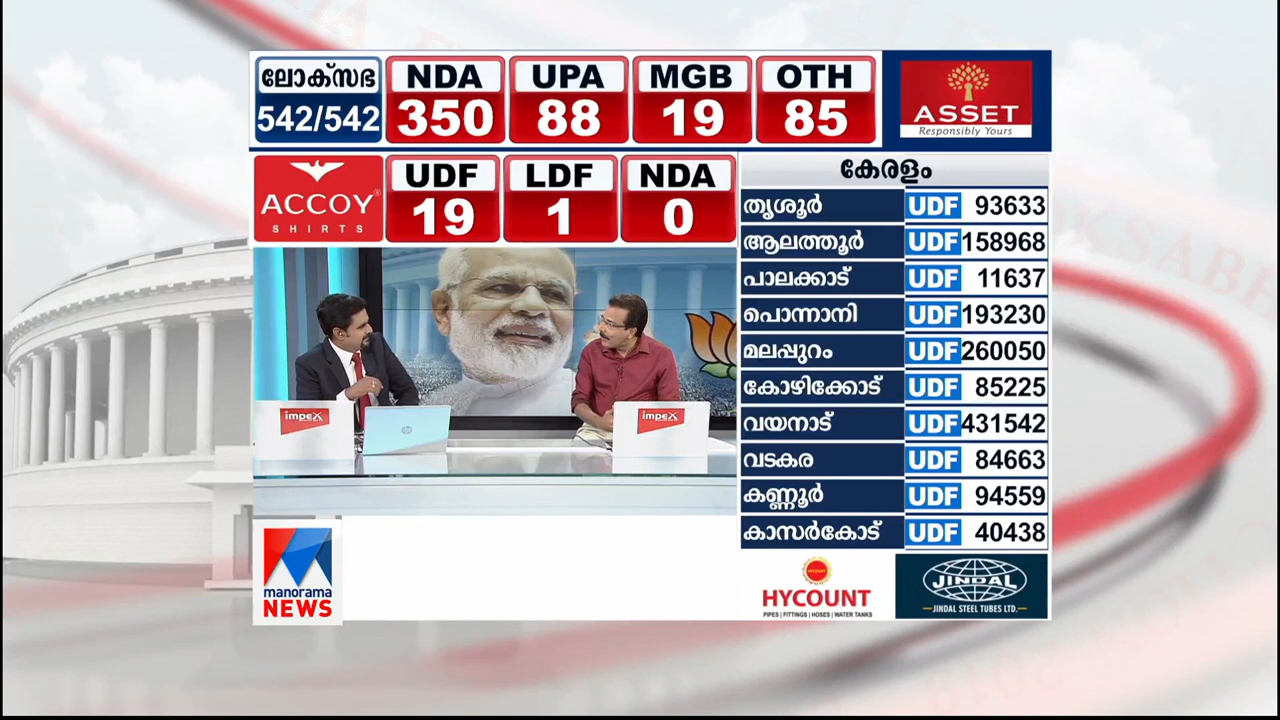 ലോക്സഭ NDA UPA MGB OTH
542/542 350 88 19 85
ASSET
Responsibly Yours
ACCOY®
SHIRTS
UDF LDF NDA
19 1 0
കേരളം
തൃശൂർ UDF 93633
ആലത്തൂർ UDF 158968
പാലക്കാട് UDF 11637
പൊന്നാനി UDF 193230
മലപ്പുറം UDF 260050
കോഴിക്കോട് UDF 85225
വയനാട് UDF 431542
വടകര UDF 84663
കണ്ണൂർ UDF 94559
കാസർകോട് UDF 40438
impex
hp
impex
manorama
NEWS
HYCOUNT
HYCOUNT
PIPES | FITTINGS | HOSES | WATER TANKS
JINDAL
JINDAL STEEL TUBES LTD.